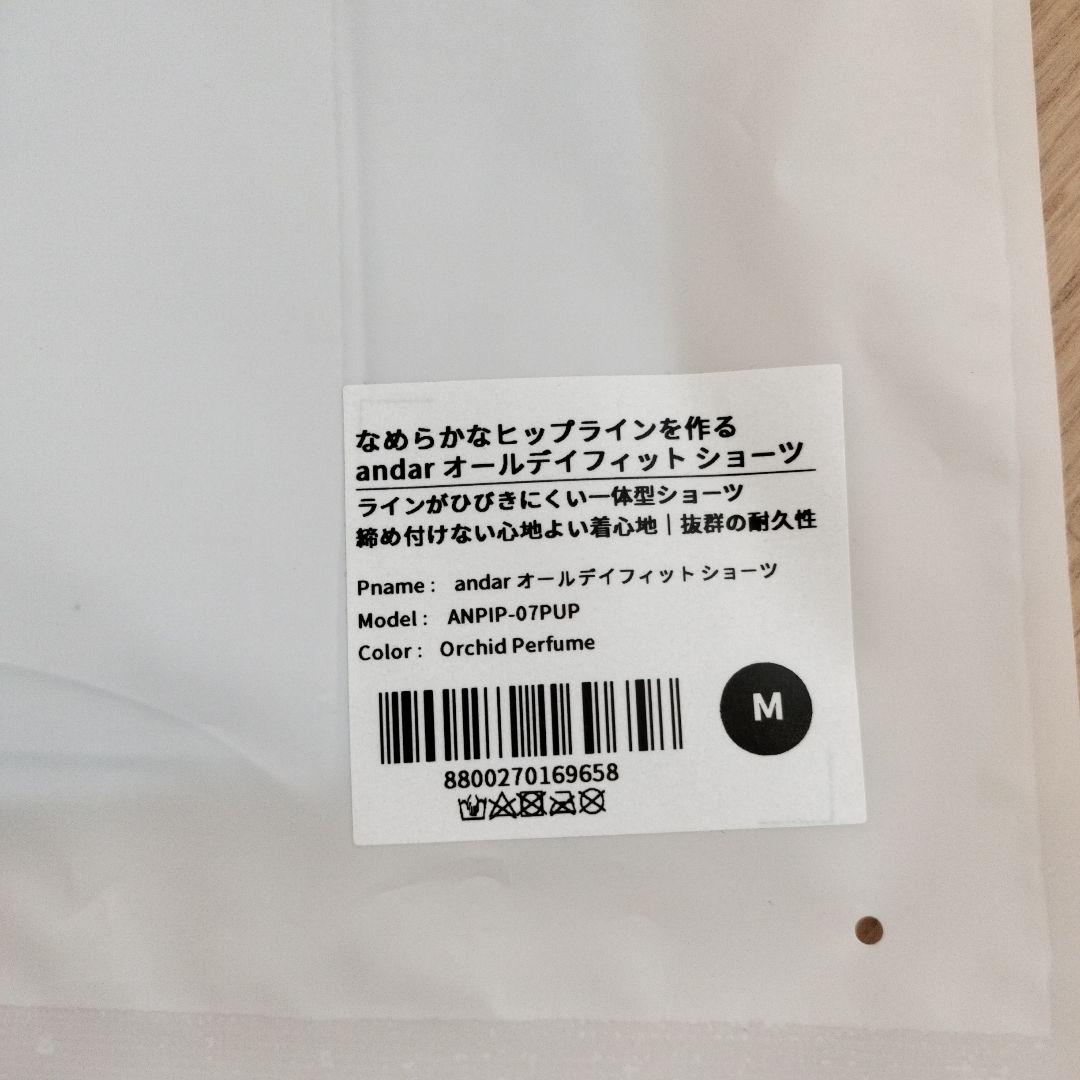 なめらかなヒップラインを作る
andar オールデイフィット ショーツ
ラインがひびきにくい一体型ショーツ
締め付けない心地よい着心地｜抜群の耐久性
Pname : andar オールデイフィット ショーツ
Model : ANPIP-07PUP
Color : Orchid Perfume
M
8800270169658